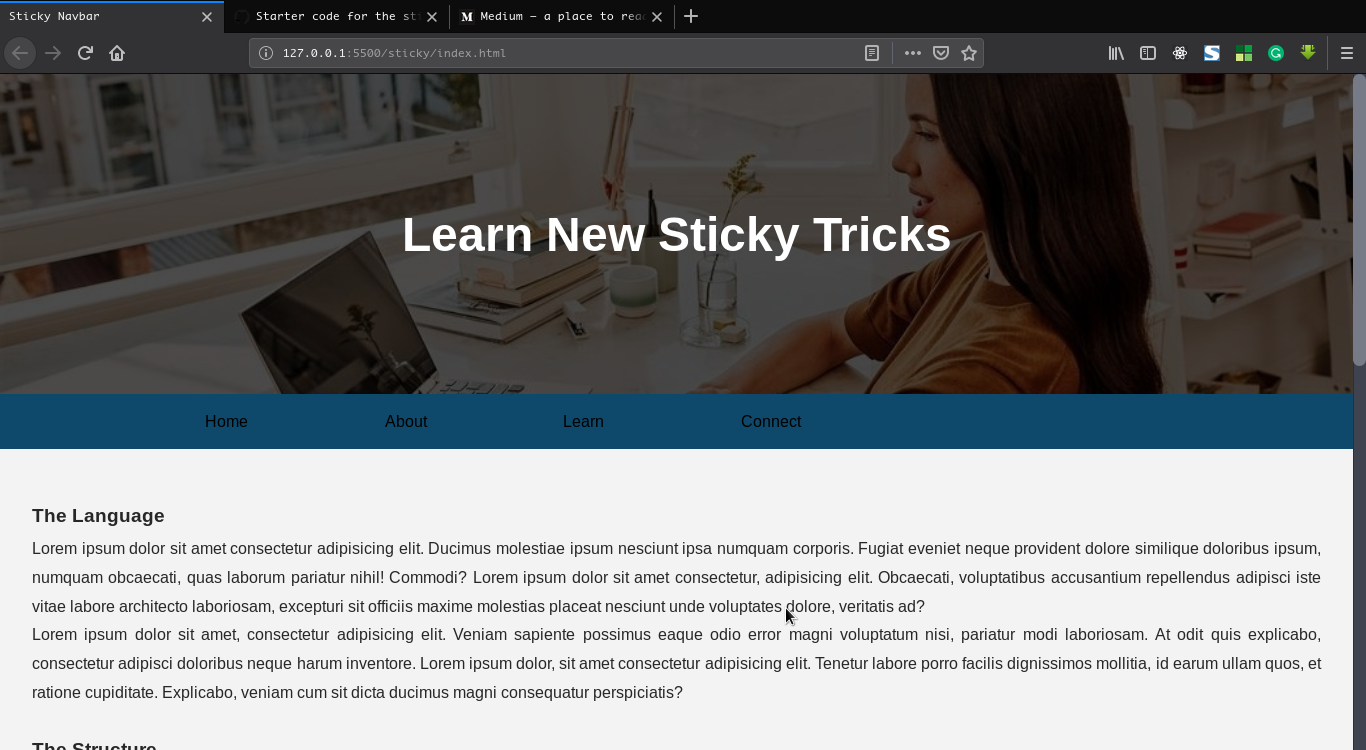 Sticky Navbar
Starter code for the st
Medium – a place to rea
127.0.0.1:5500/sticky/index.html
Learn New Sticky Tricks
Home About Learn Connect
The Language
Lorem ipsum dolor sit amet consectetur adipisicing elit. Ducimus molestiae ipsum nesciunt ipsa numquam corporis. Fugiat eveniet neque provident dolore similique doloribus ipsum,
numquam obcaecati, quas laborum pariatur nihil! Commodi? Lorem ipsum dolor sit amet consectetur, adipisicing elit. Obcaecati, voluptatibus accusantium repellendus adipisci iste
vitae labore architecto laboriosam, excepturi sit officiis maxime molestias placeat nesciunt unde voluptates dolore, veritatis ad?
Lorem ipsum dolor sit amet, consectetur adipisicing elit. Veniam sapiente possimus eaque odio error magni voluptatum nisi, pariatur modi laboriosam. At odit quis explicabo,
consectetur adipisci doloribus neque harum inventore. Lorem ipsum dolor, sit amet consectetur adipisicing elit. Tenetur labore porro facilis dignissimos mollitia, id earum ullam quos, et
ratione cupiditate. Explicabo, veniam cum sit dicta ducimus magni consequatur perspiciatis?
The Structure